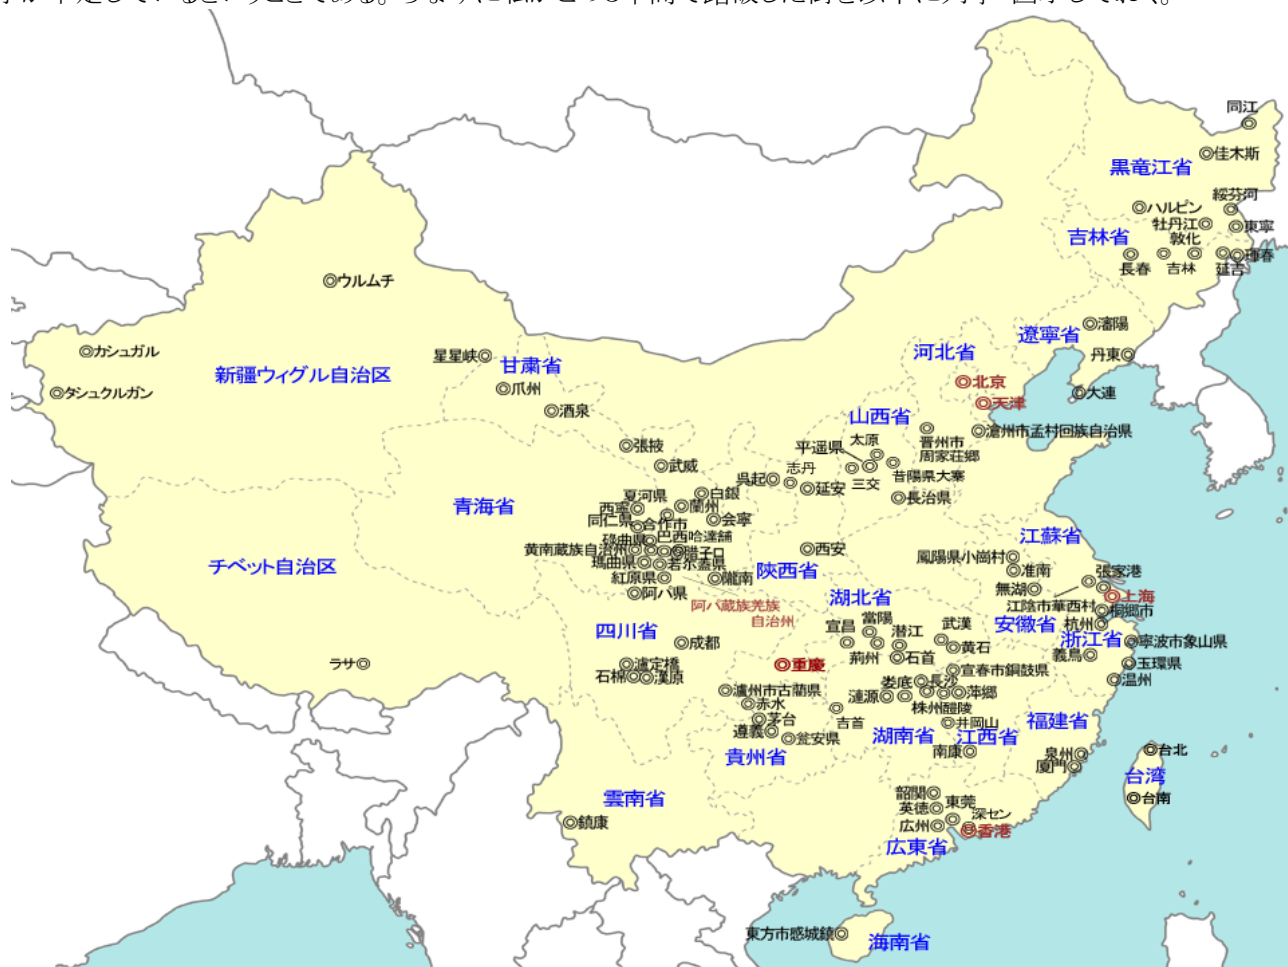 同江
佳木斯
黒竜江省
綏芬河
ハルピン
牡丹江
東寧
吉林省
敦化
長春
吉林
延吉
琿春
ウルムチ
瀋陽
遼寧省
カシュガル
星星峡
甘粛省
河北省
丹東
新疆ウィグル自治区
北京
タシュクルガン
爪州
大連
天津
酒泉
山西省
晋州市
周家荘郷
滄州市孟村回族自治県
太原
平遥県
張掖
武威
志丹
呉起
三交
昔陽県大寨
延安
白銀
長治県
夏河県
青海省
西寧
蘭州
同仁県
合作市
会寧
碌曲県
巴西哈達舗
江蘇省
黄南蔵族自治州
腊子口
西安
鳳陽県小崗村
瑪曲県
若尓蓋県
チベット自治区
陝西省
准南
張家港
紅原県
隴南
無湖
阿バ県
湖北省
上海
阿バ蔵族羌族
自治州
江陰市華西村
桐郷市
當陽
安徽省
杭州
四川省
宣昌
潜江
武漢
浙江省
成都
黄石
寧波市象山県
荊州
石首
義鳥
ラサ
瀘定橋
重慶
玉環県
宣春市銅鼓県
石棉
漢原
温州
婁底
長沙
瀘州市古藺県
漣源
萍郷
赤水
株州醴陵
茅台
吉首
井岡山
福建省
遵義
瓮安県
湖南省
江西省
貴州省
南康
泉州
台北
厦門
台湾
雲南省
韶関
台南
英徳
東莞
鎮康
深セン
広州
香港
広東省
東方市感城鎮
海南省